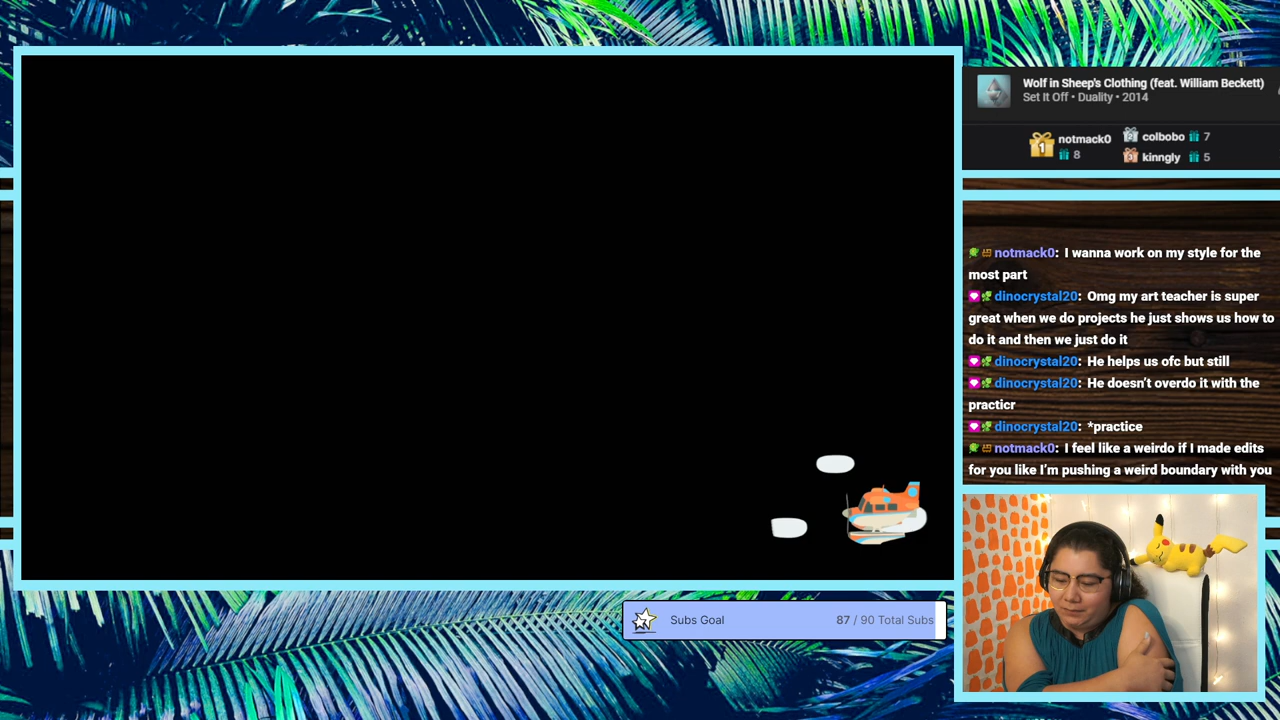 Wolf in Sheep's Clothing (feat. William Beckett)
Set It Off • Duality • 2014
1 notmack0 8
2 colbobo 7
3 kinngly 5
notmack0: I wanna work on my style for the
most part
dinocrystal20: Omg my art teacher is super
great when we do projects he just shows us how to
do it and then we just do it
dinocrystal20: He helps us ofc but still
dinocrystal20: He doesn't overdo it with the
practicr
dinocrystal20: *practice
notmack0: I feel like a weirdo if I made edits
for you like I'm pushing a weird boundary with you
Subs Goal 87 / 90 Total Subs